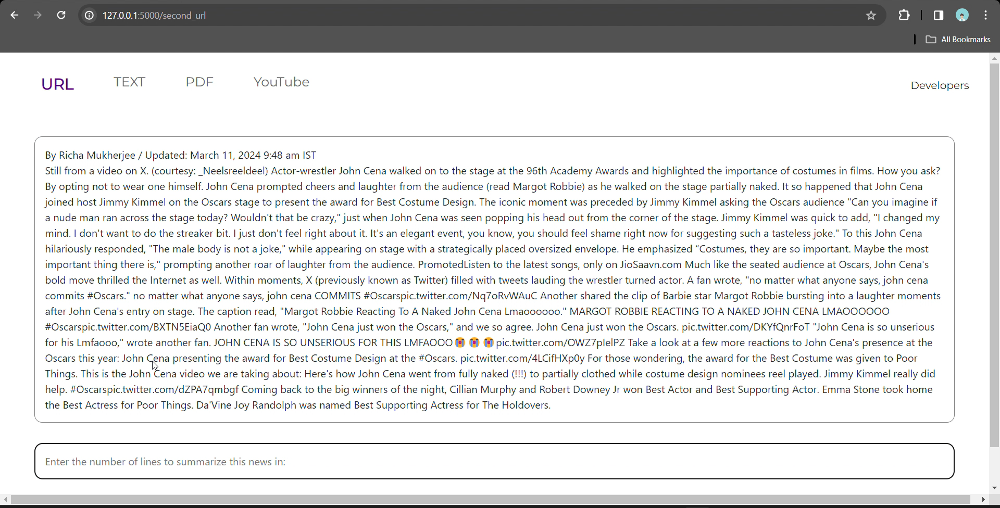 127.0.0.1:5000/second_url
All Bookmarks
URL TEXT PDF YouTube Developers
By Richa Mukherjee / Updated: March 11, 2024 9:48 am IST
Still from a video on X. (courtesy: _Neelsreeldeel) Actor-wrestler John Cena walked on to the stage at the 96th Academy Awards and highlighted the importance of costumes in films. How you ask?
By opting not to wear one himself. John Cena prompted cheers and laughter from the audience (read Margot Robbie) as he walked on the stage partially naked. It so happened that John Cena
joined host Jimmy Kimmel on the Oscars stage to present the award for Best Costume Design. The iconic moment was preceded by Jimmy Kimmel asking the Oscars audience "Can you imagine if
a nude man ran across the stage today? Wouldn't that be crazy," just when John Cena was seen popping his head out from the corner of the stage. Jimmy Kimmel was quick to add, "I changed my
mind. I don't want to do the streaker bit. I just don't feel right about it. It's an elegant event, you know, you should feel shame right now for suggesting such a tasteless joke." To this John Cena
hilariously responded, "The male body is not a joke," while appearing on stage with a strategically placed oversized envelope. He emphasized “Costumes, they are so important. Maybe the most
important thing there is," prompting another roar of laughter from the audience. PromotedListen to the latest songs, only on JioSaavn.com Much like the seated audience at Oscars, John Cena's
bold move thrilled the Internet as well. Within moments, X (previously known as Twitter) filled with tweets lauding the wrestler turned actor. A fan wrote, "no matter what anyone says, john cena
commits #Oscars." no matter what anyone says, john cena COMMITS #Oscarspic.twitter.com/Nq7oRvWAuC Another shared the clip of Barbie star Margot Robbie bursting into a laughter moments
after John Cena's entry on stage. The caption read, "Margot Robbie Reacting To A Naked John Cena Lmaoooooo." MARGOT ROBBIE REACTING TO A NAKED JOHN CENA LMAOOOOOO
#Oscarspic.twitter.com/BXTN5EiaQ0 Another fan wrote, "John Cena just won the Oscars," and we so agree. John Cena just won the Oscars. pic.twitter.com/DKYfQnrFoT "John Cena is so unserious
for his Lmfaooo," wrote another fan. JOHN CENA IS SO UNSERIOUS FOR THIS LMFAOOO😭 😭 😭 pic.twitter.com/OWZ7pIelPZ Take a look at a few more reactions to John Cena's presence at the
Oscars this year: John Cena presenting the award for Best Costume Design at the #Oscars. pic.twitter.com/4LCifHXp0y For those wondering, the award for the Best Costume was given to Poor
Things. This is the John Cena video we are taking about: Here's how John Cena went from fully naked (!!!) to partially clothed while costume design nominees reel played. Jimmy Kimmel really did
help. #Oscarspic.twitter.com/dZPA7qmbgf Coming back to the big winners of the night, Cillian Murphy and Robert Downey Jr won Best Actor and Best Supporting Actor. Emma Stone took home
the Best Actress for Poor Things. Da'Vine Joy Randolph was named Best Supporting Actress for The Holdovers.
Enter the number of lines to summarize this news in: